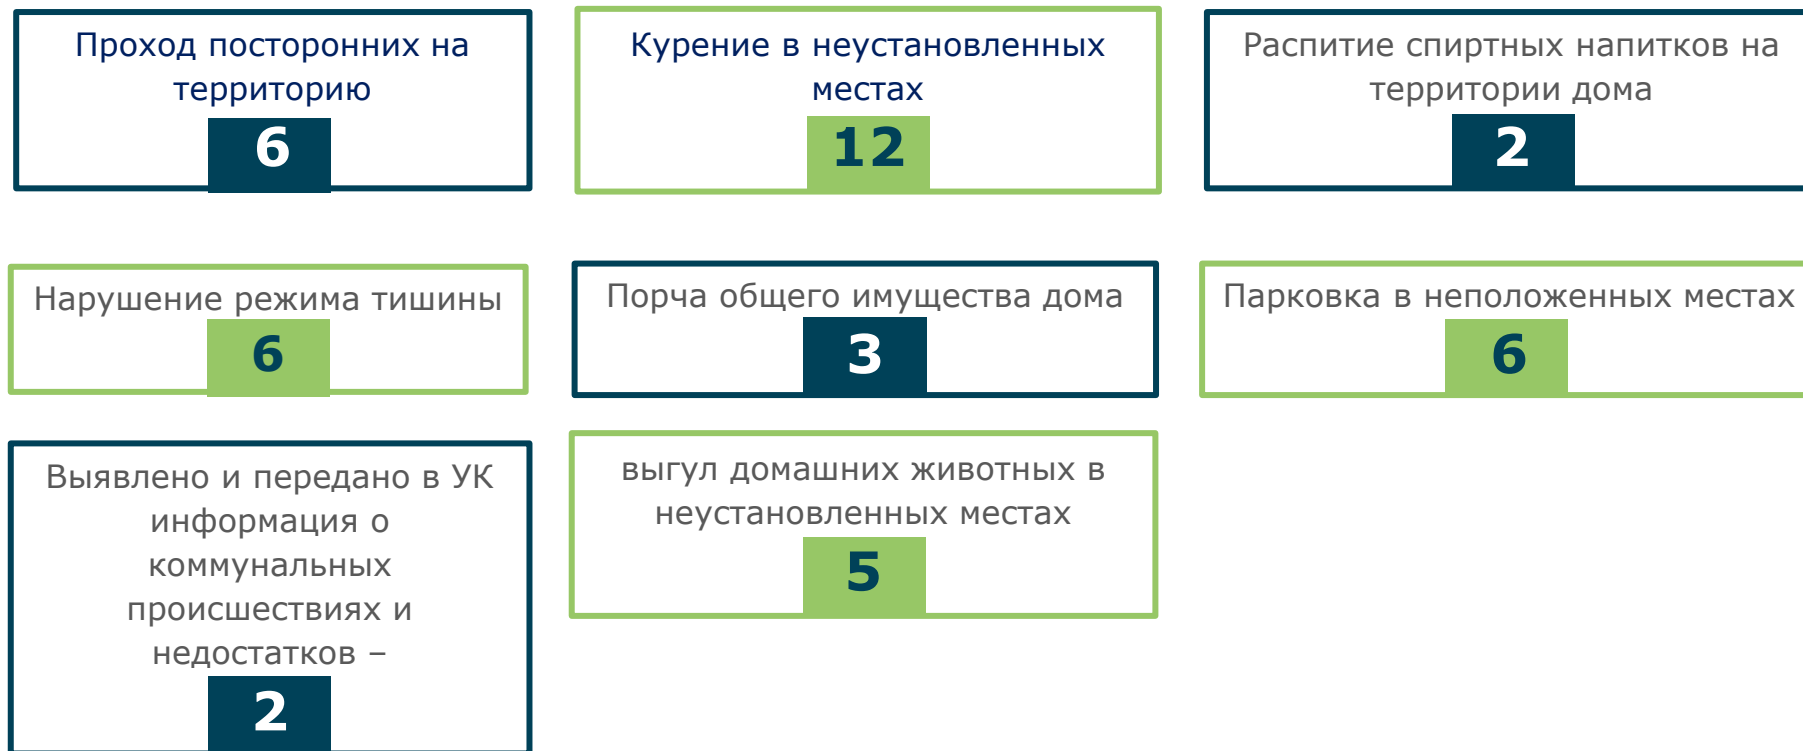 Проход посторонних на
территорию
6
Курение в неустановленных
местах
12
Распитие спиртных напитков на
территории дома
2
Нарушение режима тишины
6
Порча общего имущества дома
3
Парковка в неположенных местах
6
Выявлено и передано в УК
информация о
коммунальных
происшествиях и
недостатков –
2
выгул домашних животных в
неустановленных местах
5